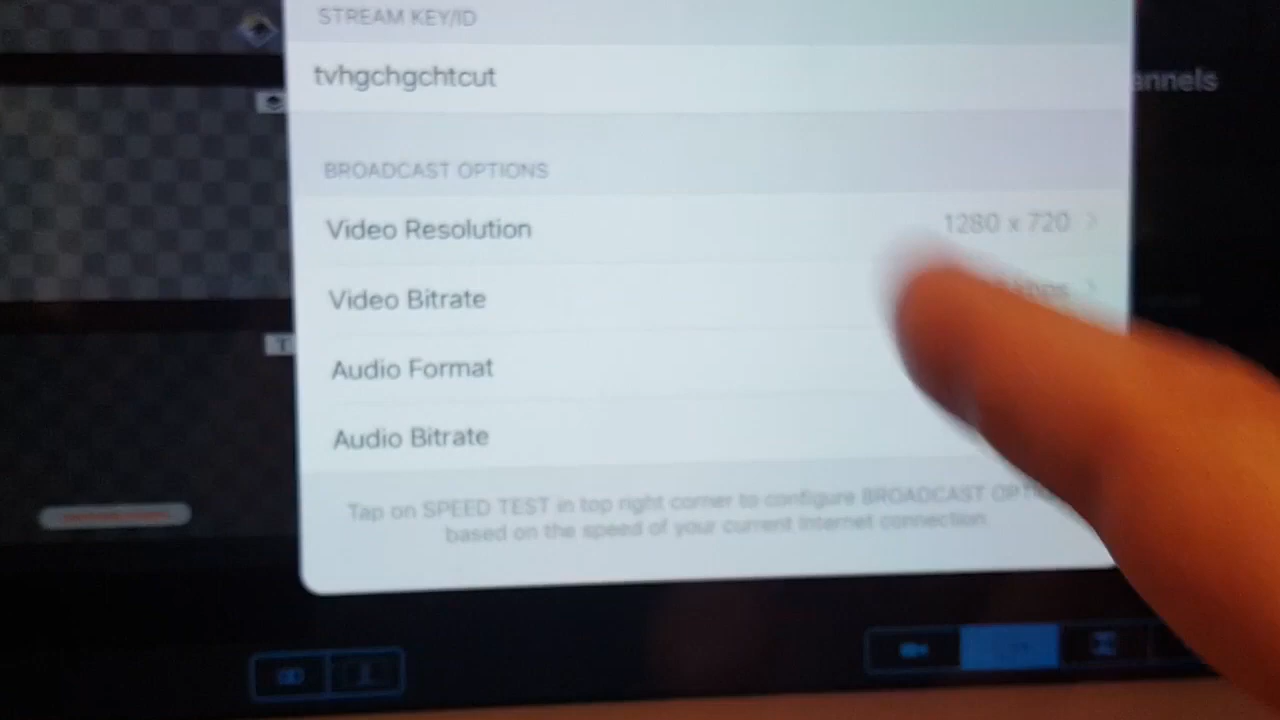 STREAM KEY/ID
tvhgchgchtcut
annels
BROADCAST OPTIONS
Video Resolution
1280 x 720
Video Bitrate
Audio Format
Audio Bitrate
Tap on SPEED TEST in top right corner to configure BROADCAST
based on the speed of your current Internet connection
T